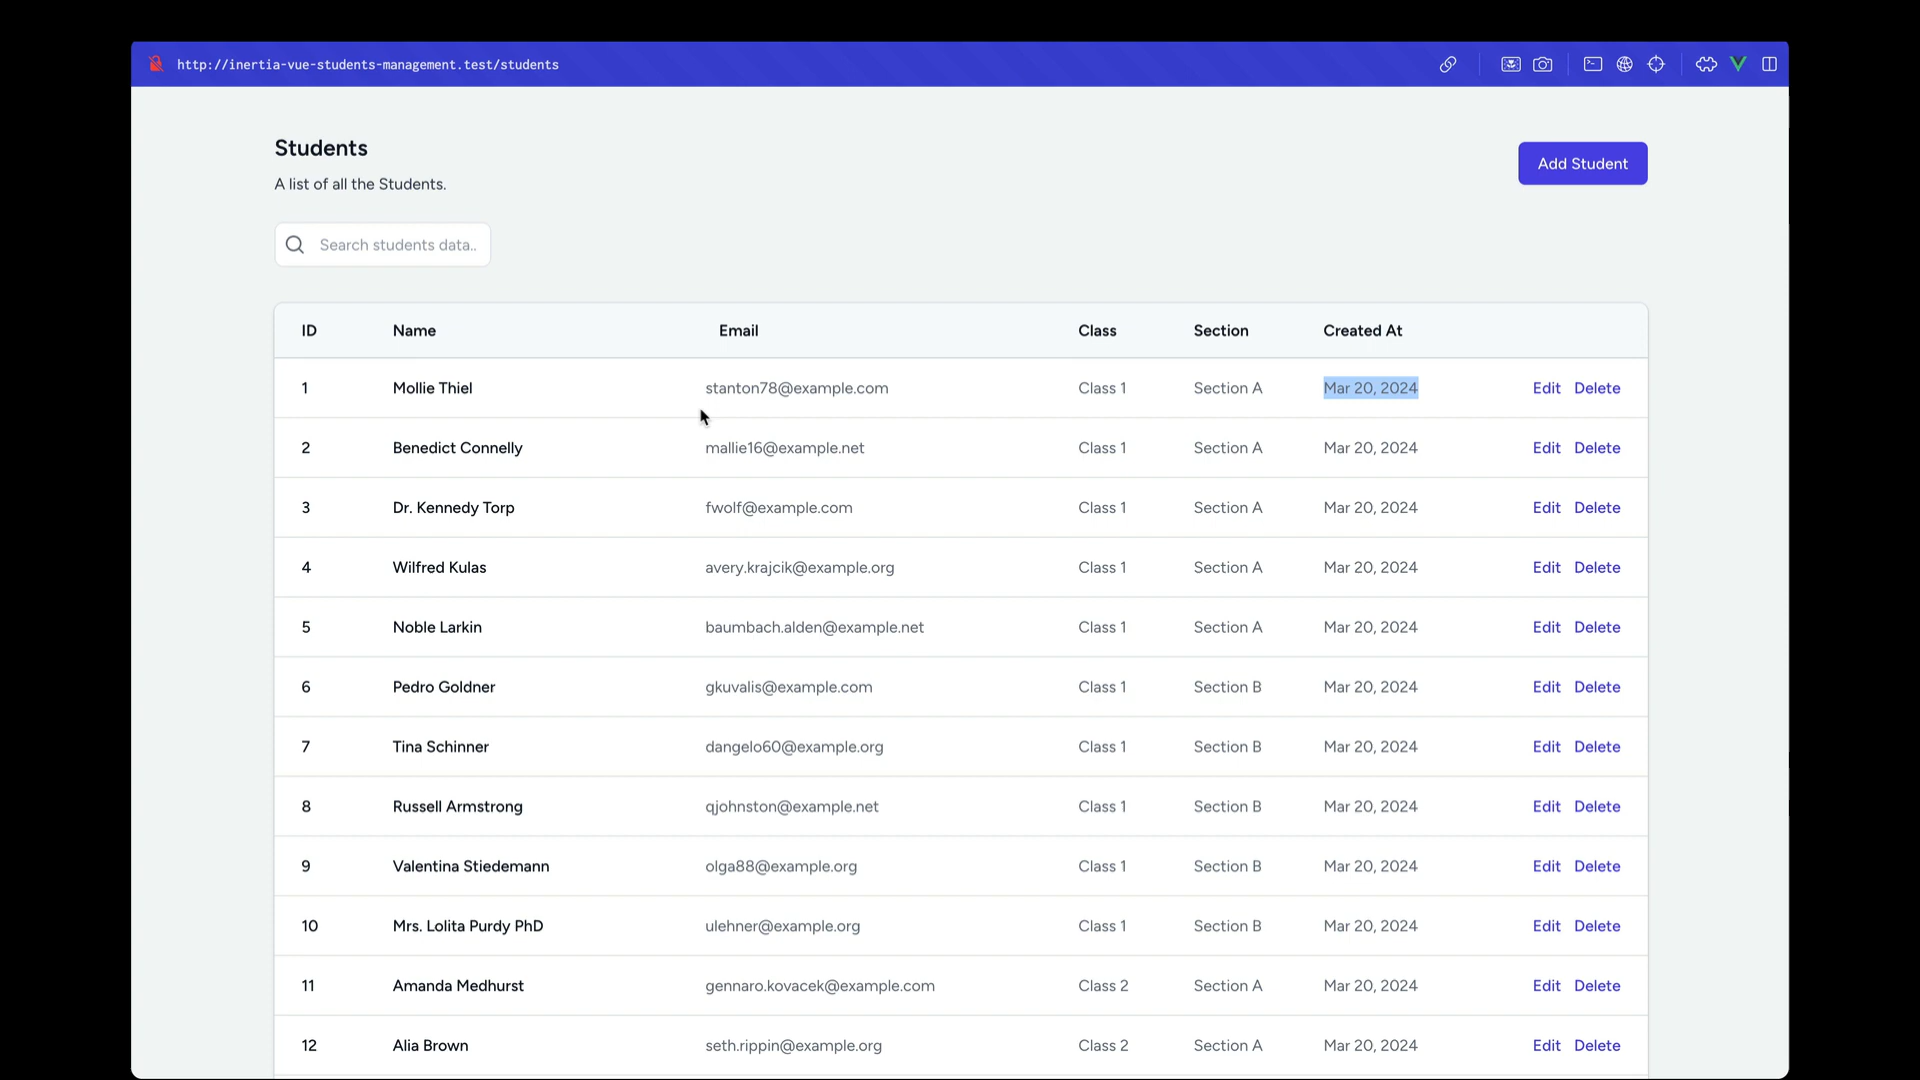 http://inertia-vue-students-management.test/students
Students
A list of all the Students.
Add Student
Search students data..
ID Name Email Class Section Created At
1 Mollie Thiel stanton78@example.com Class 1 Section A Mar 20, 2024 Edit Delete
2 Benedict Connelly mallie16@example.net Class 1 Section A Mar 20, 2024 Edit Delete
3 Dr. Kennedy Torp fwolf@example.com Class 1 Section A Mar 20, 2024 Edit Delete
4 Wilfred Kulas avery.krajcik@example.org Class 1 Section A Mar 20, 2024 Edit Delete
5 Noble Larkin baumbach.alden@example.net Class 1 Section A Mar 20, 2024 Edit Delete
6 Pedro Goldner gkuvalis@example.com Class 1 Section B Mar 20, 2024 Edit Delete
7 Tina Schinner dangelo60@example.org Class 1 Section B Mar 20, 2024 Edit Delete
8 Russell Armstrong qjohnston@example.net Class 1 Section B Mar 20, 2024 Edit Delete
9 Valentina Stiedemann olga88@example.org Class 1 Section B Mar 20, 2024 Edit Delete
10 Mrs. Lolita Purdy PhD ulehner@example.org Class 1 Section B Mar 20, 2024 Edit Delete
11 Amanda Medhurst gennaro.kovacek@example.com Class 2 Section A Mar 20, 2024 Edit Delete
12 Alia Brown seth.rippin@example.org Class 2 Section A Mar 20, 2024 Edit Delete